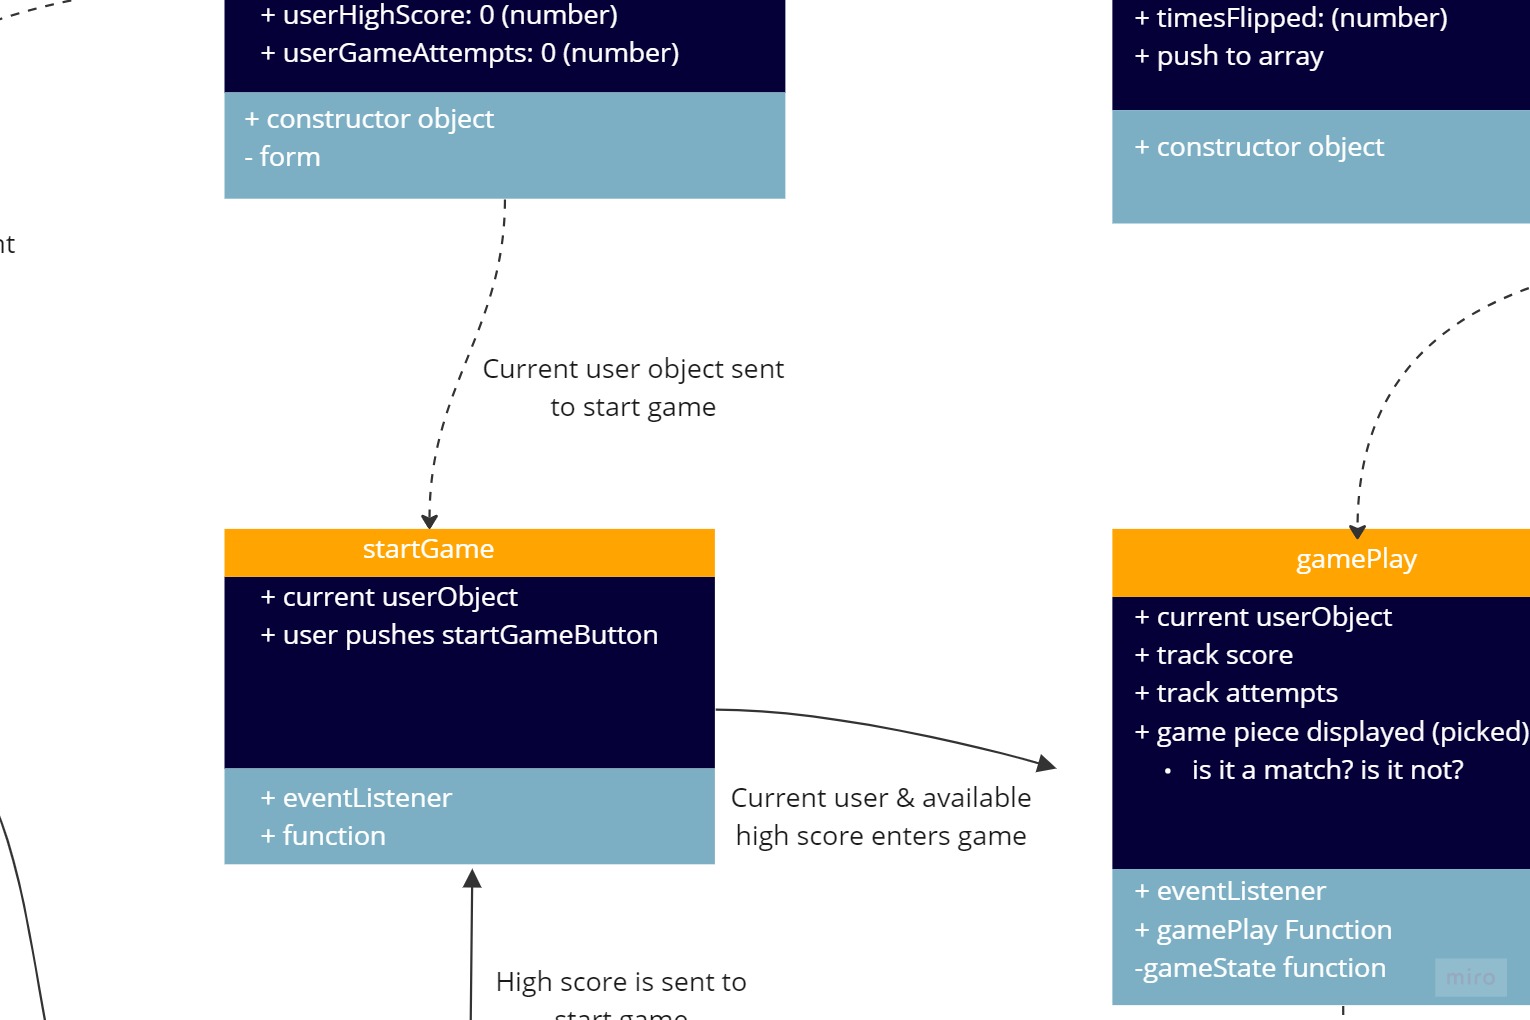 + userHighScore: 0 (number)
+ userGameAttempts: 0 (number)
+ constructor object
- form
+ timesFlipped: (number)
+ push to array
+ constructor object
Current user object sent
to start game
startGame
+ current userObject
+ user pushes startGameButton
+ eventListener
+ function
Current user & available
high score enters game
gamePlay
+ current userObject
+ track score
+ track attempts
+ game piece displayed (picked)
• is it a match? is it not?
+ eventListener
+ gamePlay Function
-gameState function
High score is sent to
start game
miro